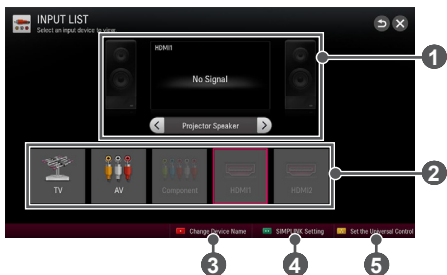 INPUT LIST
Select an input device to view.
HDMI1
No Signal
Projector Speaker
TV
AV
Component
HDMI1
HDMI2
Change Device Name
SIMPLINK Setting
Set the Universal Control
1
2
3
4
5